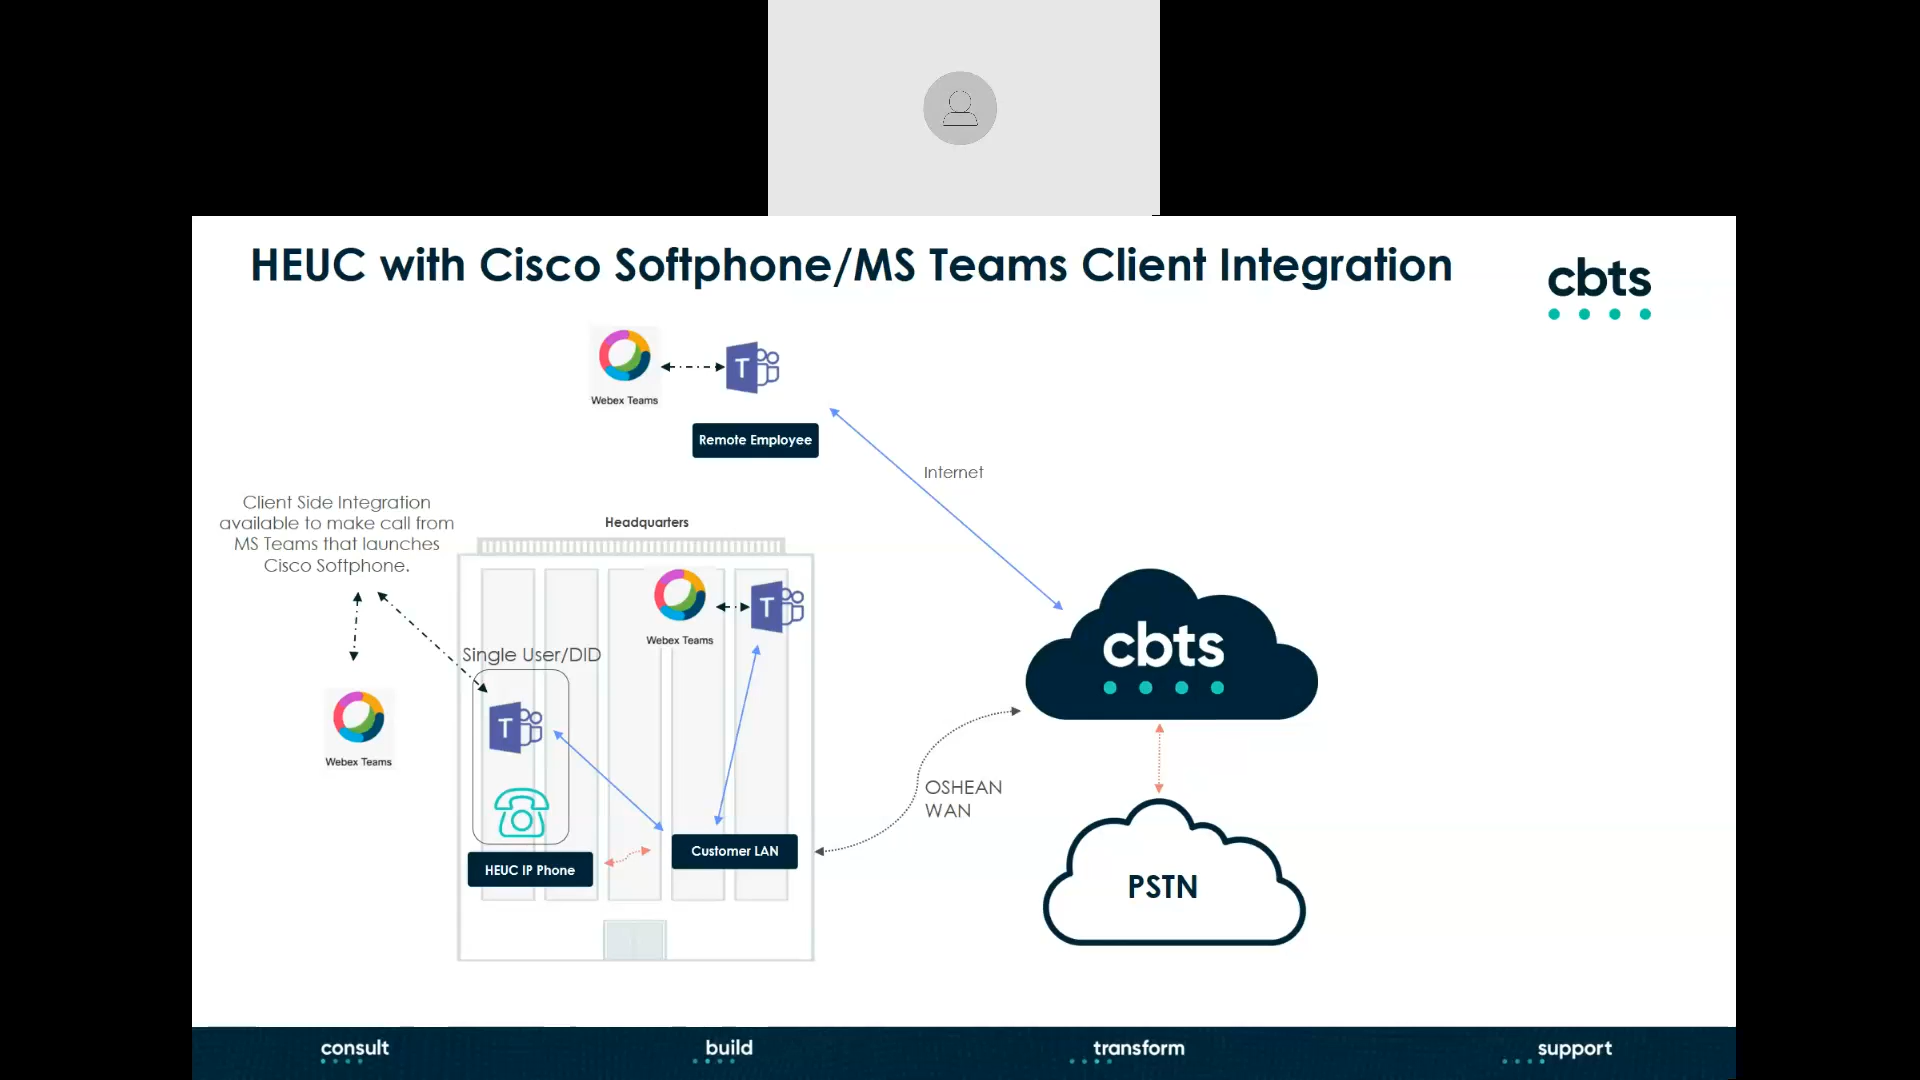 HEUC with Cisco Softphone/MS Teams Client Integration
cbts
T
Webex Teams
Remote Employee
Internet
Client Side Integration
available to make call from
MS Teams that launches
Cisco Softphone.
Headquarters
T
Webex Teams
Single User/DID
T
Webex Teams
HEUC IP Phone
Customer LAN
OSHEAN
WAN
cbts
PSTN
consult
build
transform
support